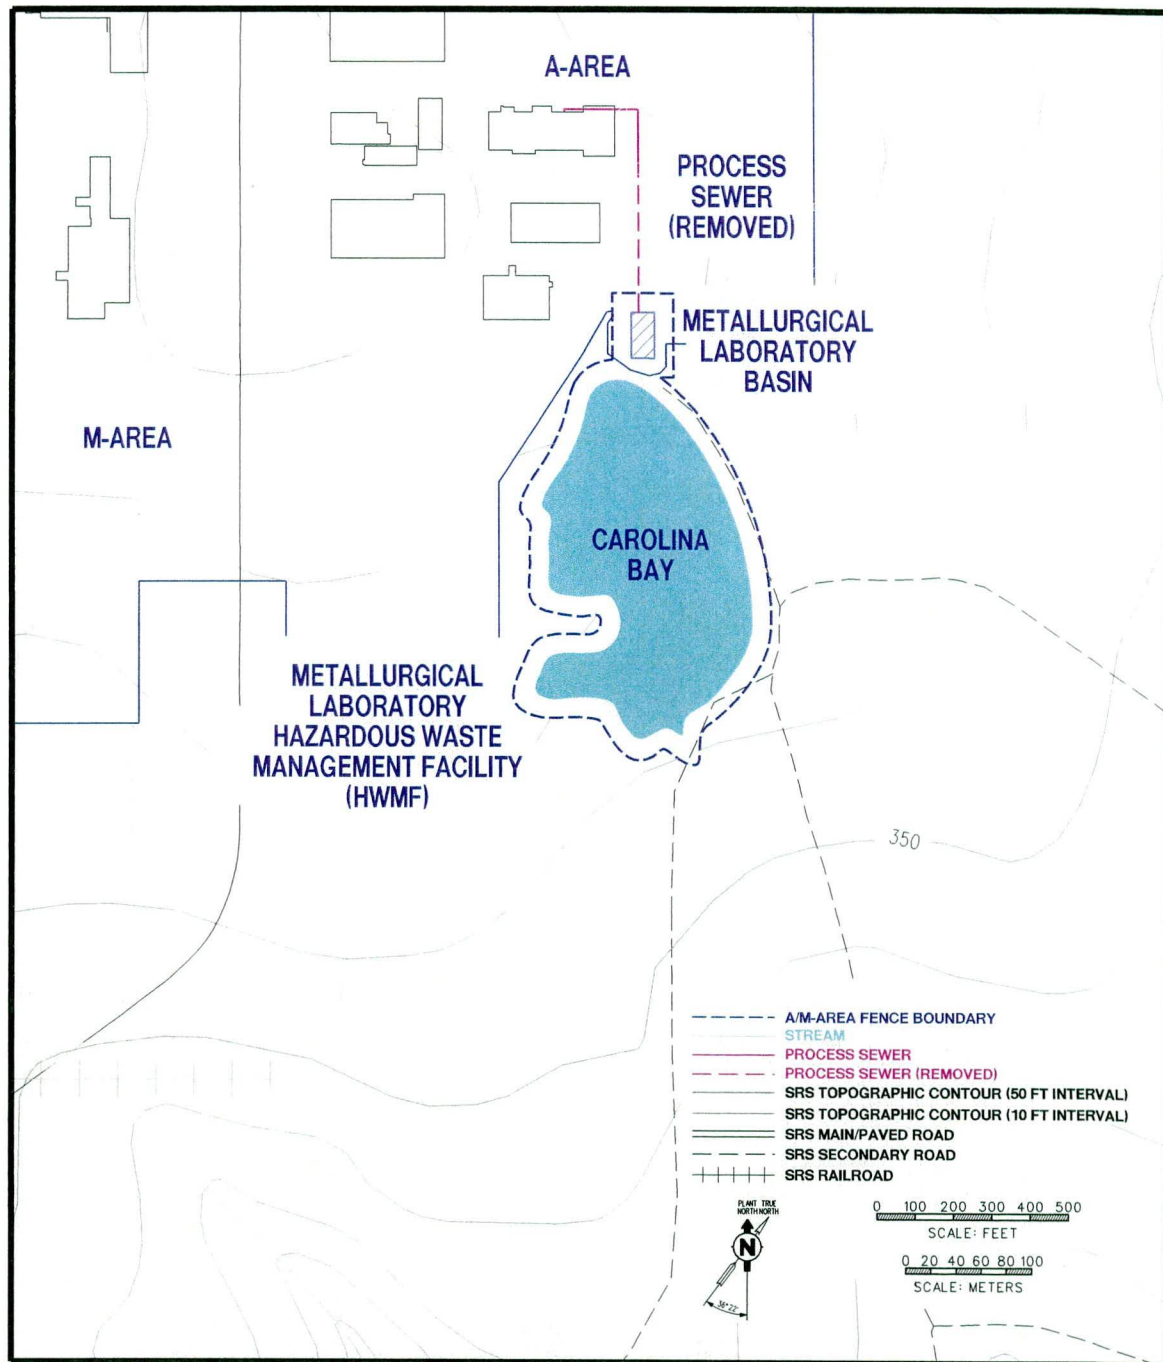 A-AREA
PROCESS
SEWER
(REMOVED)
METALLURGICAL
LABORATORY
BASIN
M-AREA
CAROLINA
BAY
METALLURGICAL
LABORATORY
HAZARDOUS WASTE
MANAGEMENT FACILITY
(HWMF)
350
A/M-AREA FENCE BOUNDARY
STREAM
PROCESS SEWER
PROCESS SEWER (REMOVED)
SRS TOPOGRAPHIC CONTOUR (50 FT INTERVAL)
SRS TOPOGRAPHIC CONTOUR (10 FT INTERVAL)
SRS MAIN/PAVED ROAD
SRS SECONDARY ROAD
SRS RAILROAD
PLANT TRUE
NORTH NORTH
N
36°22'
0 100 200 300 400 500
SCALE: FEET
0 20 40 60 80 100
SCALE: METERS